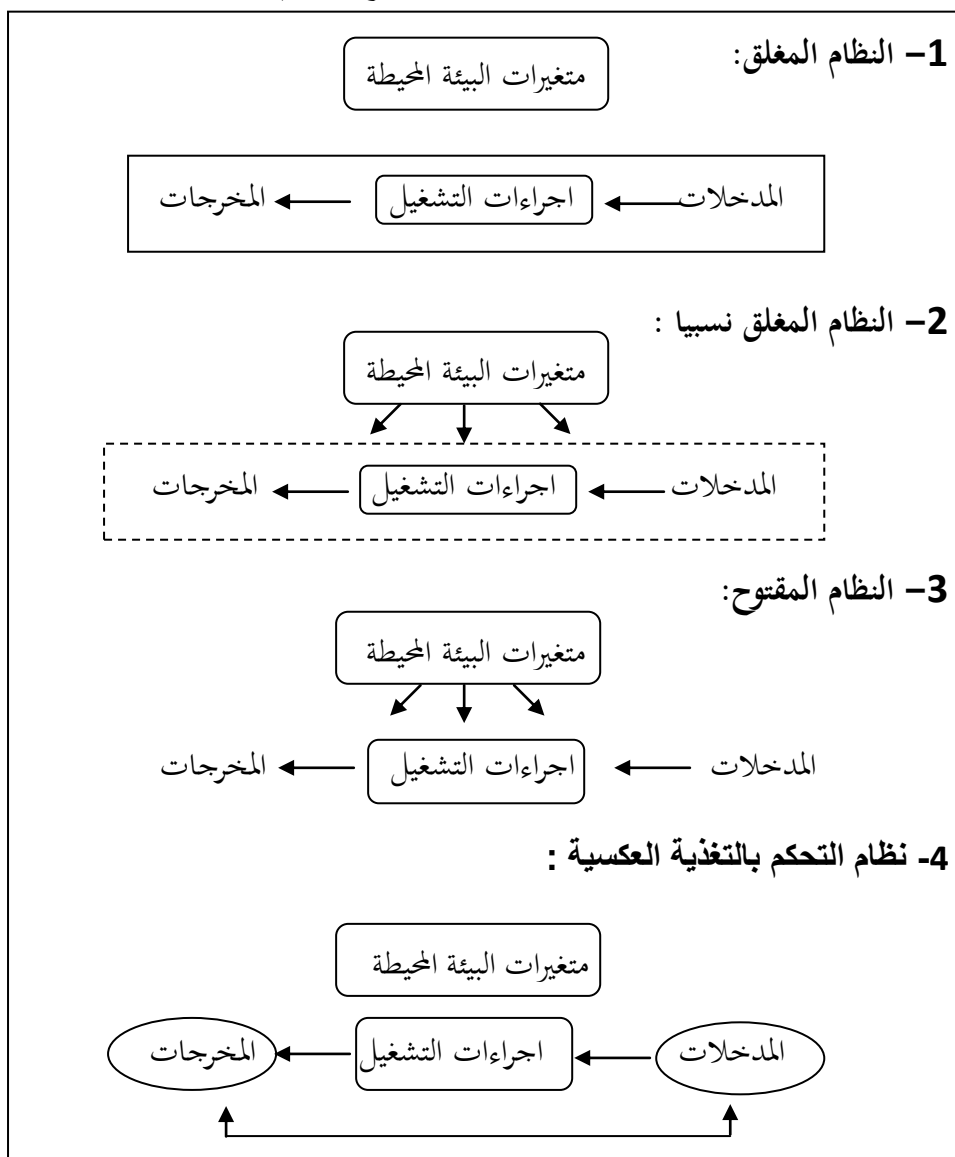 1– النظام المغلق:
متغيرات البيئة المحيطة
المدخلات اجراءات التشغيل المخرجات
2– النظام المغلق نسبيا :
متغيرات البيئة المحيطة
المدخلات اجراءات التشغيل المخرجات
3– النظام المقتوح:
متغيرات البيئة المحيطة
المدخلات اجراءات التشغيل المخرجات
4- نظام التحكم بالتغذية العكسية :
متغيرات البيئة المحيطة
المدخلات اجراءات التشغيل المخرجات